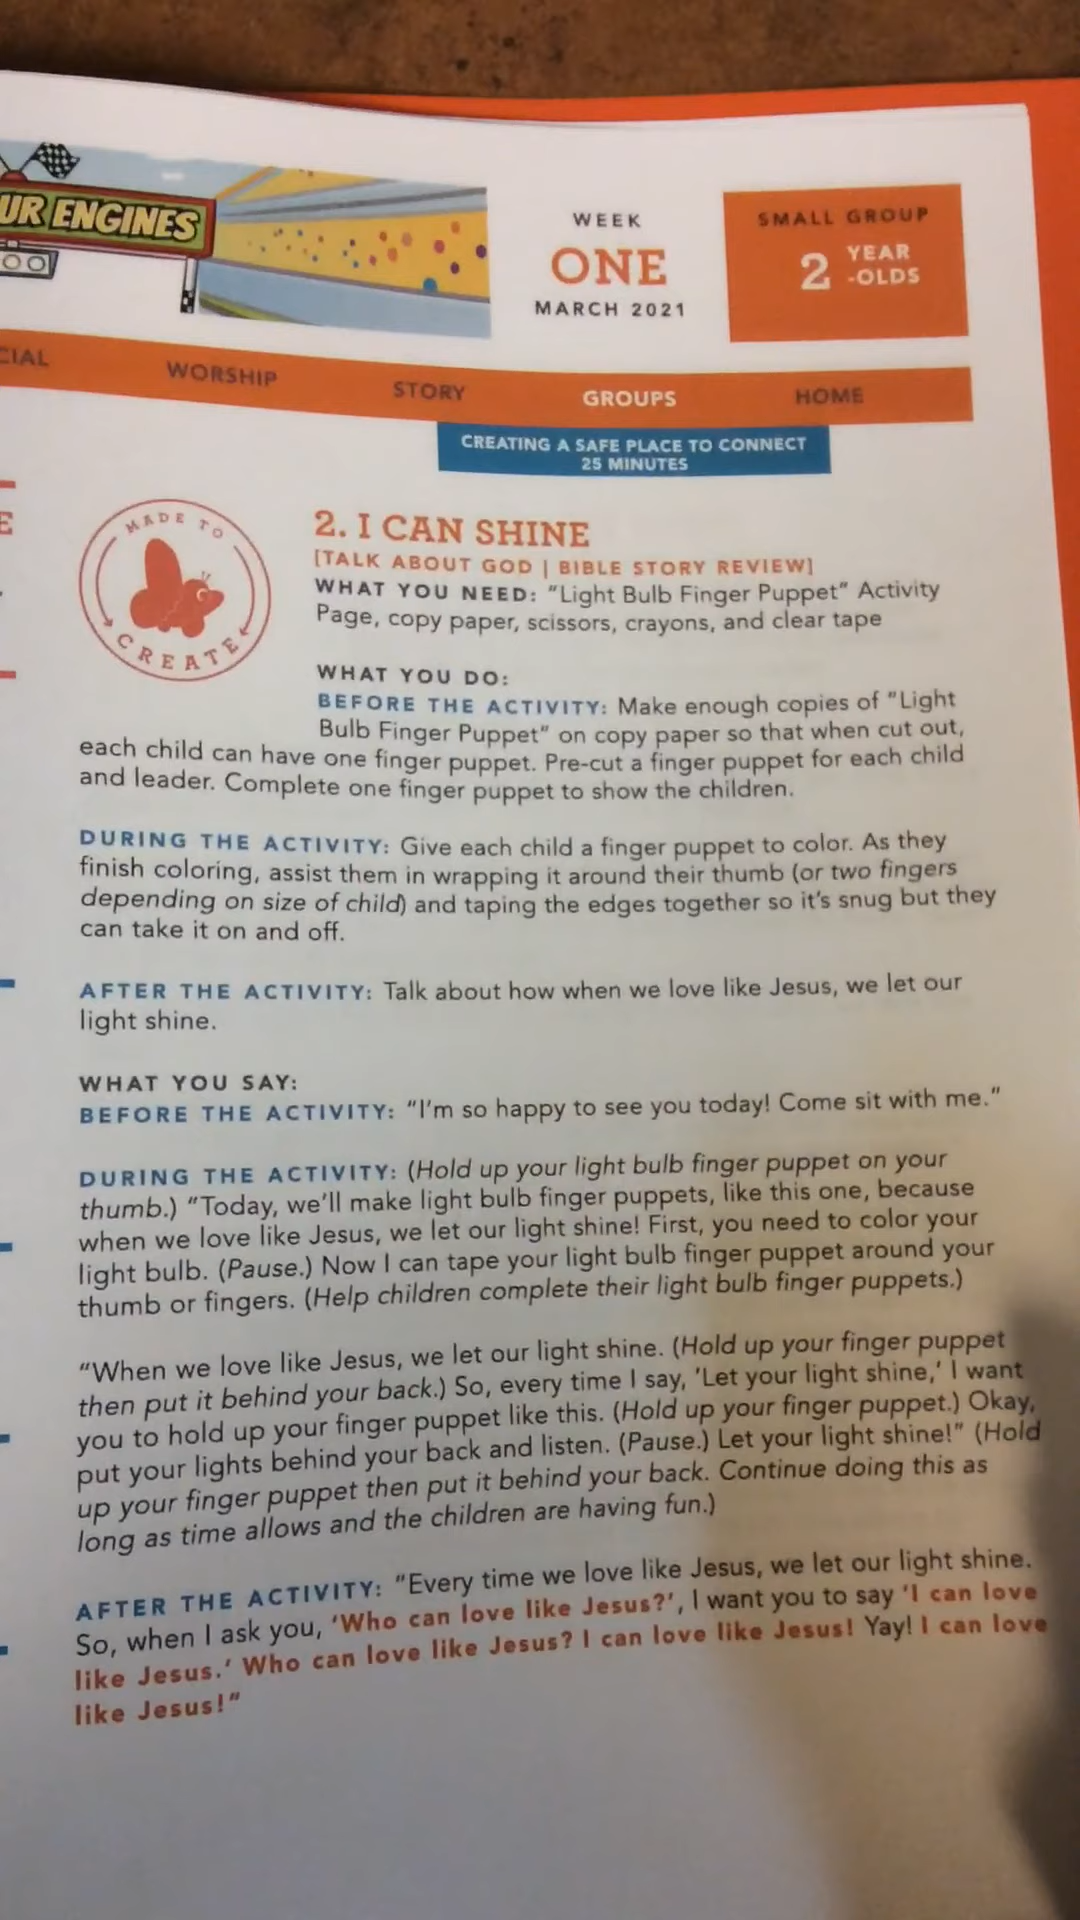 UR ENGINES
WEEK
ONE
MARCH 2021
SMALL GROUP
2 YEAR
-OLDS
CIAL
WORSHIP
STORY
GROUPS
HOME
CREATING A SAFE PLACE TO CONNECT
25 MINUTES
E
MADE TO
CREATE
2. I CAN SHINE
[TALK ABOUT GOD | BIBLE STORY REVIEW]
WHAT YOU NEED: “Light Bulb Finger Puppet” Activity
Page, copy paper, scissors, crayons, and clear tape
WHAT YOU DO:
BEFORE THE ACTIVITY: Make enough copies of “Light
Bulb Finger Puppet” on copy paper so that when cut out,
each child can have one finger puppet. Pre-cut a finger puppet for each child
and leader. Complete one finger puppet to show the children.
DURING THE ACTIVITY: Give each child a finger puppet to color. As they
finish coloring, assist them in wrapping it around their thumb (or two fingers
depending on size of child) and taping the edges together so it’s snug but they
can take it on and off.
AFTER THE ACTIVITY: Talk about how when we love like Jesus, we let our
light shine.
WHAT YOU SAY:
BEFORE THE ACTIVITY: “I’m so happy to see you today! Come sit with me.”
DURING THE ACTIVITY: (Hold up your light bulb finger puppet on your
thumb.) “Today, we’ll make light bulb finger puppets, like this one, because
when we love like Jesus, we let our light shine! First, you need to color your
light bulb. (Pause.) Now I can tape your light bulb finger puppet around your
thumb or fingers. (Help children complete their light bulb finger puppets.)
“When we love like Jesus, we let our light shine. (Hold up your finger puppet
then put it behind your back.) So, every time I say, ‘Let your light shine,’ I want
you to hold up your finger puppet like this. (Hold up your finger puppet.) Okay,
put your lights behind your back and listen. (Pause.) Let your light shine!” (Hold
up your finger puppet then put it behind your back. Continue doing this as
long as time allows and the children are having fun.)
AFTER THE ACTIVITY: “Every time we love like Jesus, we let our light shine.
So, when I ask you, ‘Who can love like Jesus?’, I want you to say ‘I can love
like Jesus.’ Who can love like Jesus? I can love like Jesus! Yay! I can love
like Jesus!”